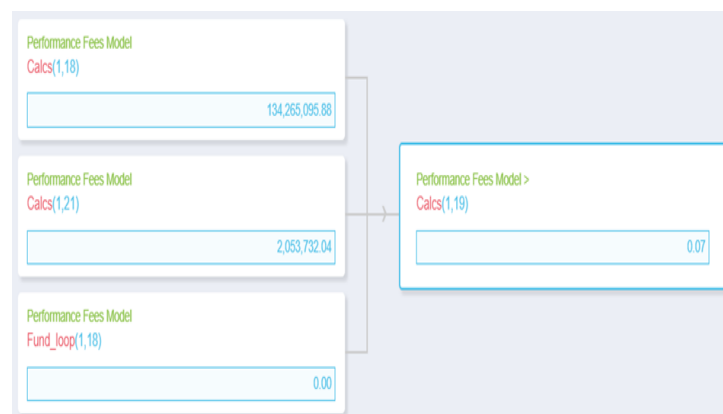 Performance Fees Model
Calcs(1,18)
134,265,095.88
Performance Fees Model
Calcs(1,21)
2,053,732.04
Performance Fees Model
Fund_loop(1,18)
0.00
Performance Fees Model >
Calcs(1,19)
0.07